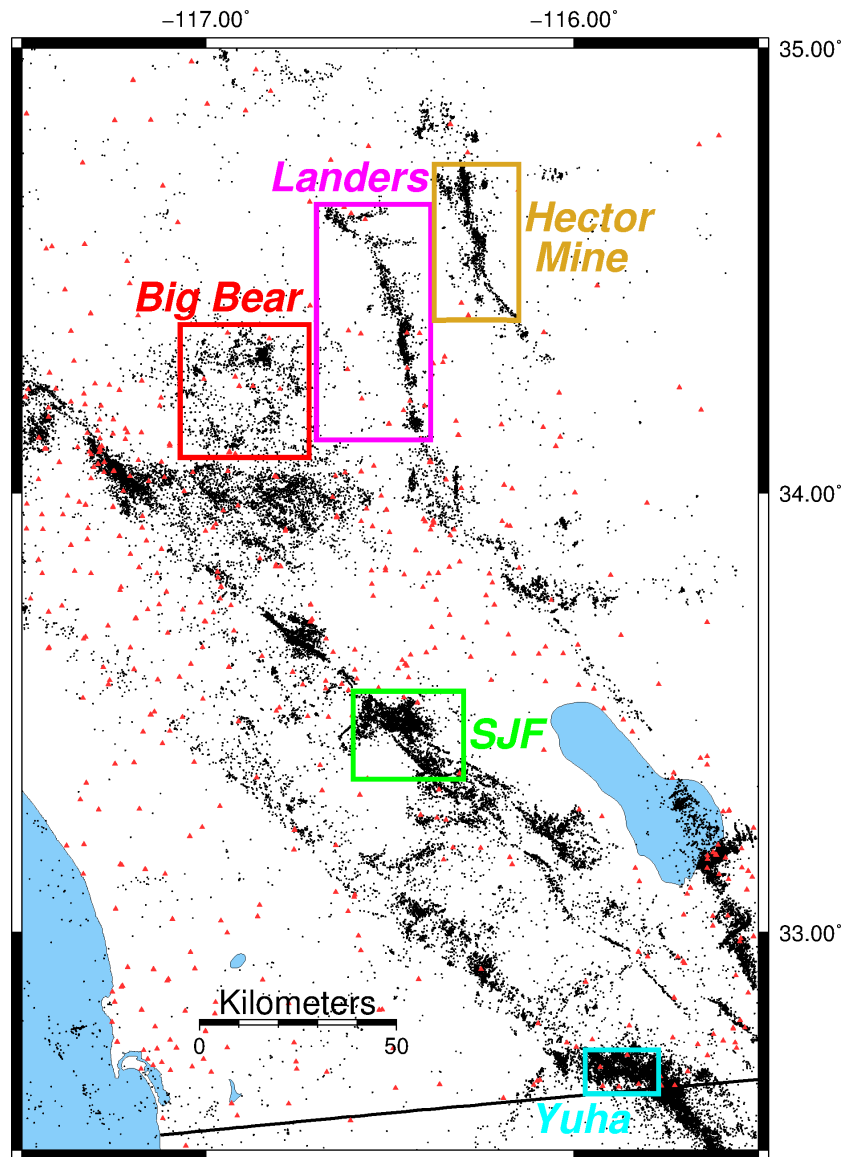 −117.00˚
−116.00˚
35.00˚
Landers
Hector
Mine
Big Bear
34.00˚
SJF
33.00˚
Kilometers
0
50
Yuha